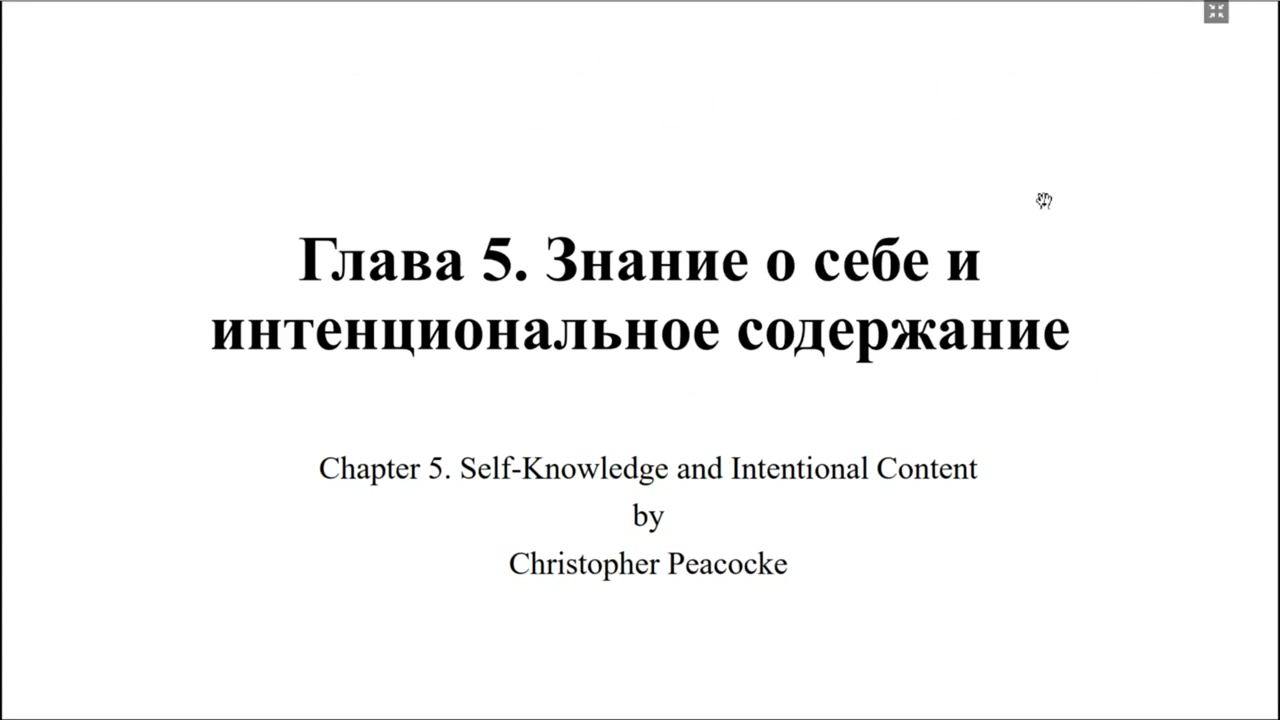 Глава 5. Знание о себе и
интенциональное содержание
Chapter 5. Self-Knowledge and Intentional Content
by
Christopher Peacocke